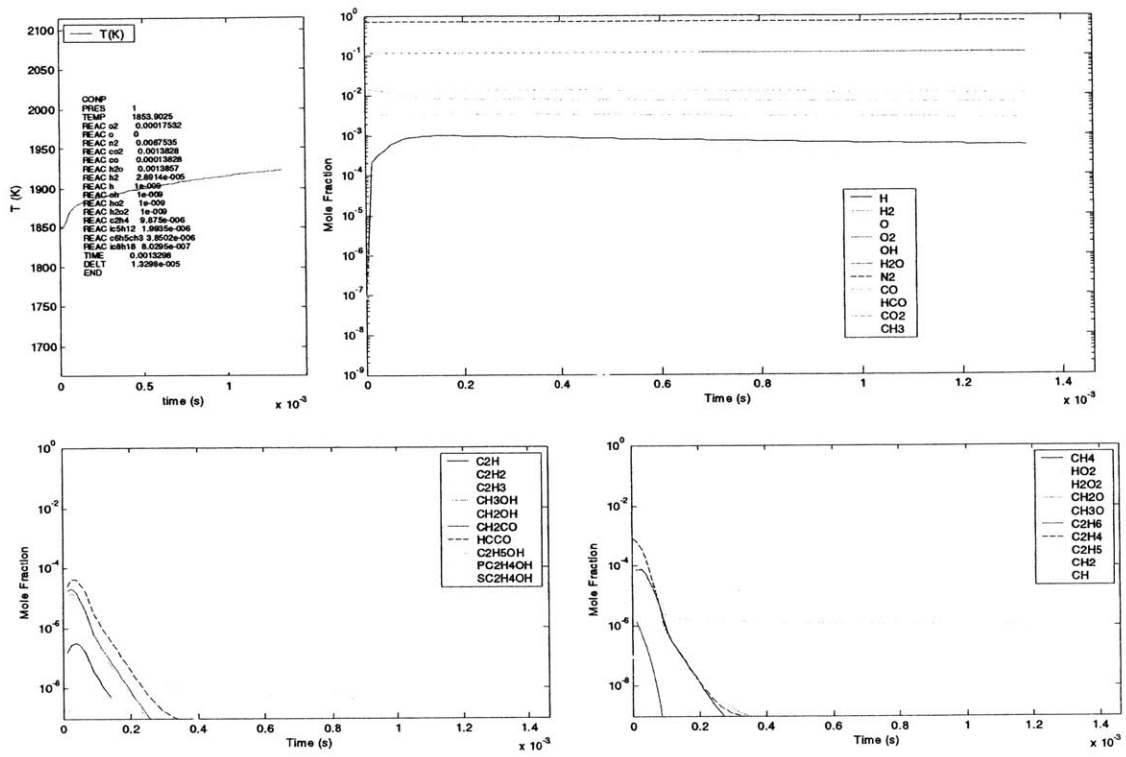 T(K)
2100
2050
2000
1950
1900
1850
1800
1750
1700
T (K)
CONP
PRES 1
TEMP 1853.9025
REAC o2 0.00017532
REAC o 0
REAC n2 0.0087535
REAC co2 0.0013828
REAC co 0.00013828
REAC h2o 0.0013857
REAC h2 2.8914e-005
REAC h 1e-009
REAC oh 1e-009
REAC ho2 1e-009
REAC h2o2 1e-009
REAC c2h4 9.875e-006
REAC ic5h12 1.9935e-006
REAC c6h5ch3 3.8502e-006
REAC ic8h18 8.0295e-007
TIME 0.0013298
DELT 1.3298e-005
END
0 0.5 1
time (s)
x 10-3
10^0
10^-1
10^-2
10^-3
10^-4
10^-5
10^-6
10^-7
10^-8
10^-9
Mole Fraction
H
H2
O
O2
OH
H2O
N2
CO
HCO
CO2
CH3
0 0.2 0.4 0.6 0.8 1 1.2 1.4
Time (s)
x 10^-3
10^0
10^-2
10^-4
10^-6
10^-8
Mole Fraction
C2H
C2H2
C2H3
CH3OH
CH2OH
CH2CO
HCCO
C2H5OH
PC2H4OH
SC2H4OH
0 0.2 0.4 0.6 0.8 1 1.2 1.4
Time (s)
x 10^-3
10^0
10^-2
10^-4
10^-6
10^-8
Mole Fraction
CH4
HO2
H2O2
CH2O
CH3O
C2H6
C2H4
C2H5
CH2
CH
0 0.2 0.4 0.6 0.8 1 1.2 1.4
Time (s)
x 10^-3